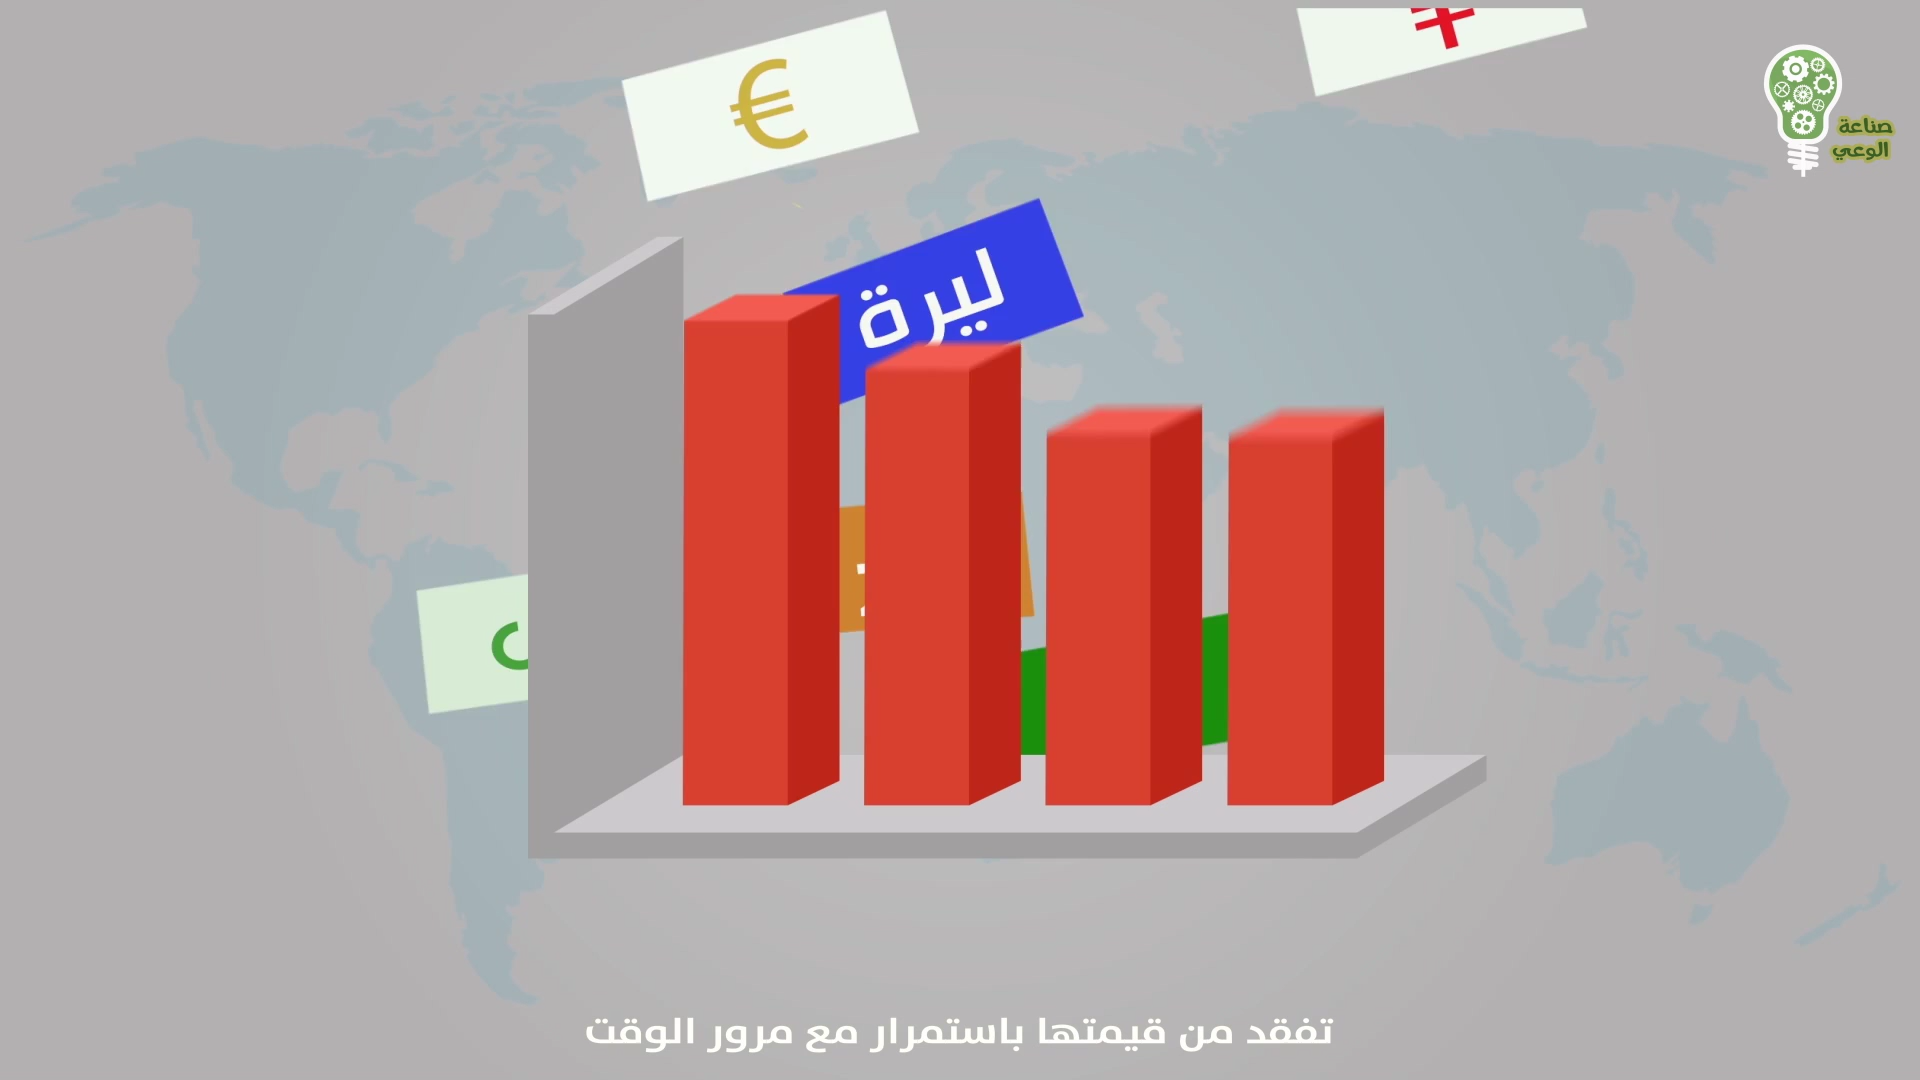 €
صناعة
الوعي
ليرة
تفقد من قيمتها باستمرار مع مرور الوقت